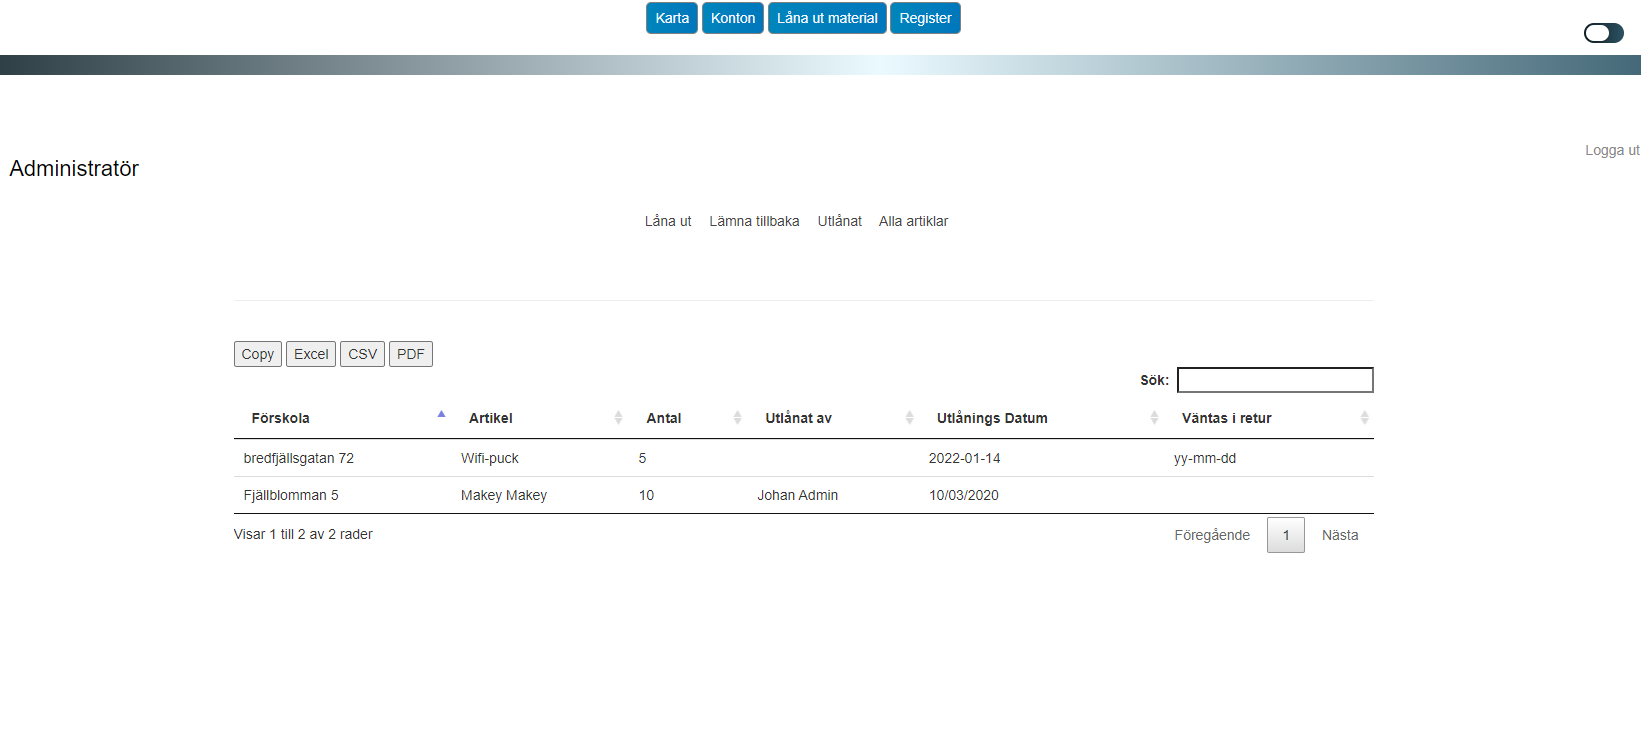 Karta Konton Låna ut material Register
Logga ut
Administratör
Låna ut Lämna tillbaka Utlånat Alla artiklar
Copy Excel CSV PDF
Sök:
Förskola Artikel Antal Utlånat av Utlånings Datum Väntas i retur
bredfjällsgatan 72 Wifi-puck 5 2022-01-14 yy-mm-dd
Fjällblomman 5 Makey Makey 10 Johan Admin 10/03/2020
Visar 1 till 2 av 2 rader Föregående 1 Nästa